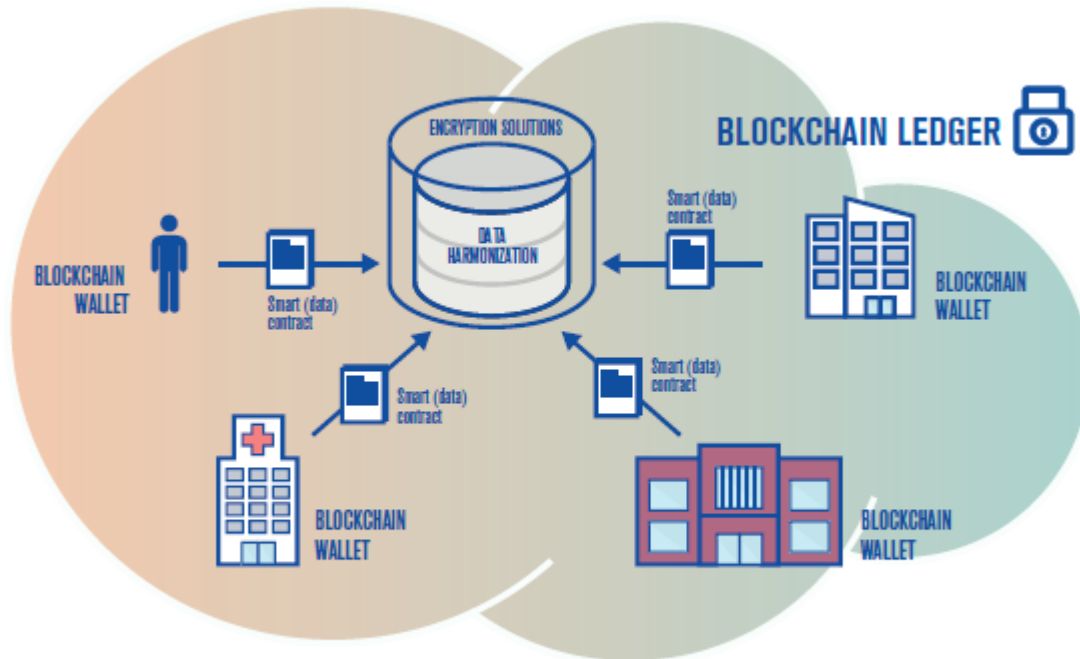 ENCRYPTION SOLUTIONS
BLOCKCHAIN LEDGER
DATA
HARMONIZATION
Smart (data)
contract
BLOCKCHAIN
WALLET
Smart (data)
contract
BLOCKCHAIN
WALLET
Smart (data)
contract
Smart (data)
contract
BLOCKCHAIN
WALLET
BLOCKCHAIN
WALLET